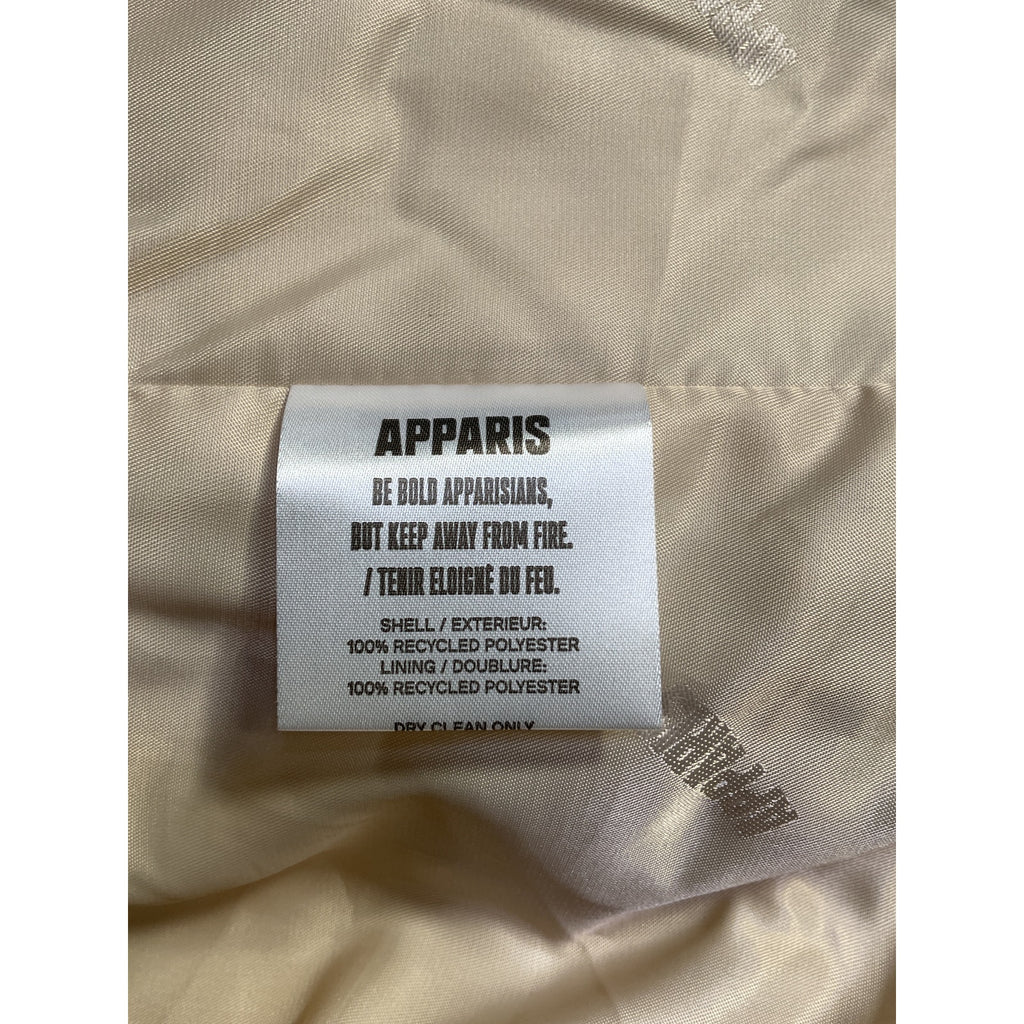 APPARIS
BE BOLD APPARISIANS,
BUT KEEP AWAY FROM FIRE.
/ TENIR ELOIGNÉ DU FEU.
SHELL / EXTERIEUR:
100% RECYCLED POLYESTER
LINING / DOUBLURE:
100% RECYCLED POLYESTER
DRY CLEAN ONLY
APPARIS